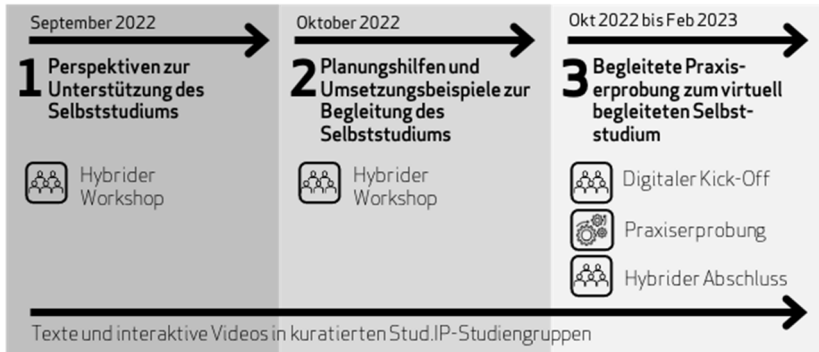 September 2022
1 Perspektiven zur
Unterstützung des
Selbststudiums
Hybrider
Workshop
Oktober 2022
2 Planungshilfen und
Umsetzungsbeispiele zur
Begleitung des
Selbststudiums
Hybrider
Workshop
Okt 2022 bis Feb 2023
3 Begleitete Praxis-
erprobung zum virtuell
begleiteten Selbst-
studium
Digitaler Kick-Off
Praxiserprobung
Hybrider Abschluss
Texte und interaktive Videos in kuratierten Stud.IP-Studiengruppen